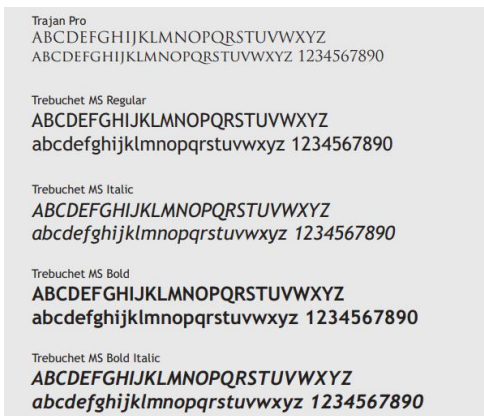 Trajan Pro
ABCDEFGHIJKLMNOPQRSTUVWXYZ
ABCDEFGHIJKLMNOPQRSTUVWXYZ 1234567890
Trebuchet MS Regular
ABCDEFGHIJKLMNOPQRSTUVWXYZ
abcdefghijklmnopqrstuvwxyz 1234567890
Trebuchet MS Italic
ABCDEFGHIJKLMNOPQRSTUVWXYZ
abcdefghijklmnopqrstuvwxyz 1234567890
Trebuchet MS Bold
ABCDEFGHIJKLMNOPQRSTUVWXYZ
abcdefghijklmnopqrstuvwxyz 1234567890
Trebuchet MS Bold Italic
ABCDEFGHIJKLMNOPQRSTUVWXYZ
abcdefghijklmnopqrstuvwxyz 1234567890